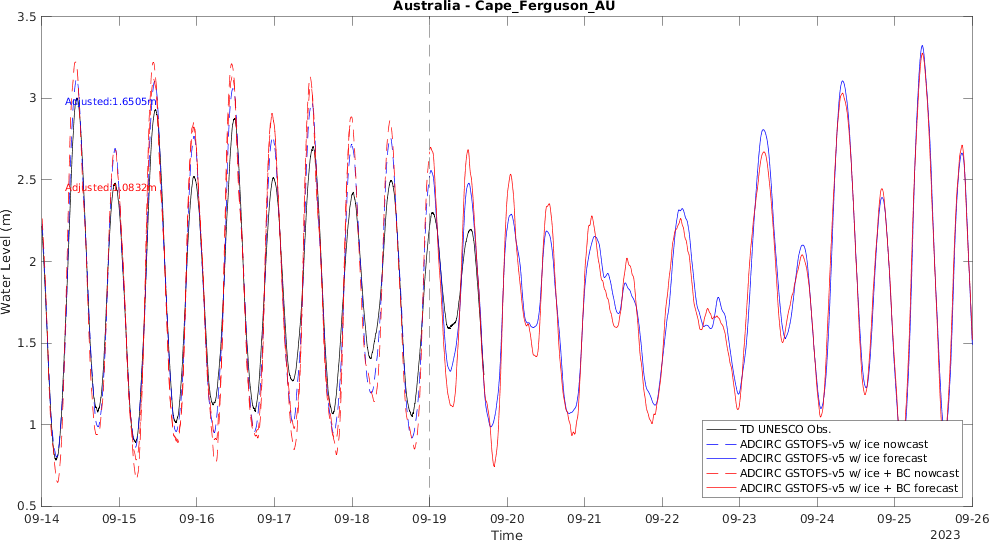 Australia - Cape_Ferguson_AU
3.5
3
2.5
2
1.5
1
0.5
Water Level (m)
Adjusted:1.6505m
09-14
09-15
09-16
09-17
09-18
09-19
09-20
09-21
09-22
09-23
09-24
09-25
09-26
Time
2023
TD UNESCO Obs.
ADCIRC GSTOFS-v5 w/ ice nowcast
ADCIRC GSTOFS-v5 w/ ice forecast
ADCIRC GSTOFS-v5 w/ ice + BC nowcast
ADCIRC GSTOFS-v5 w/ ice + BC forecast